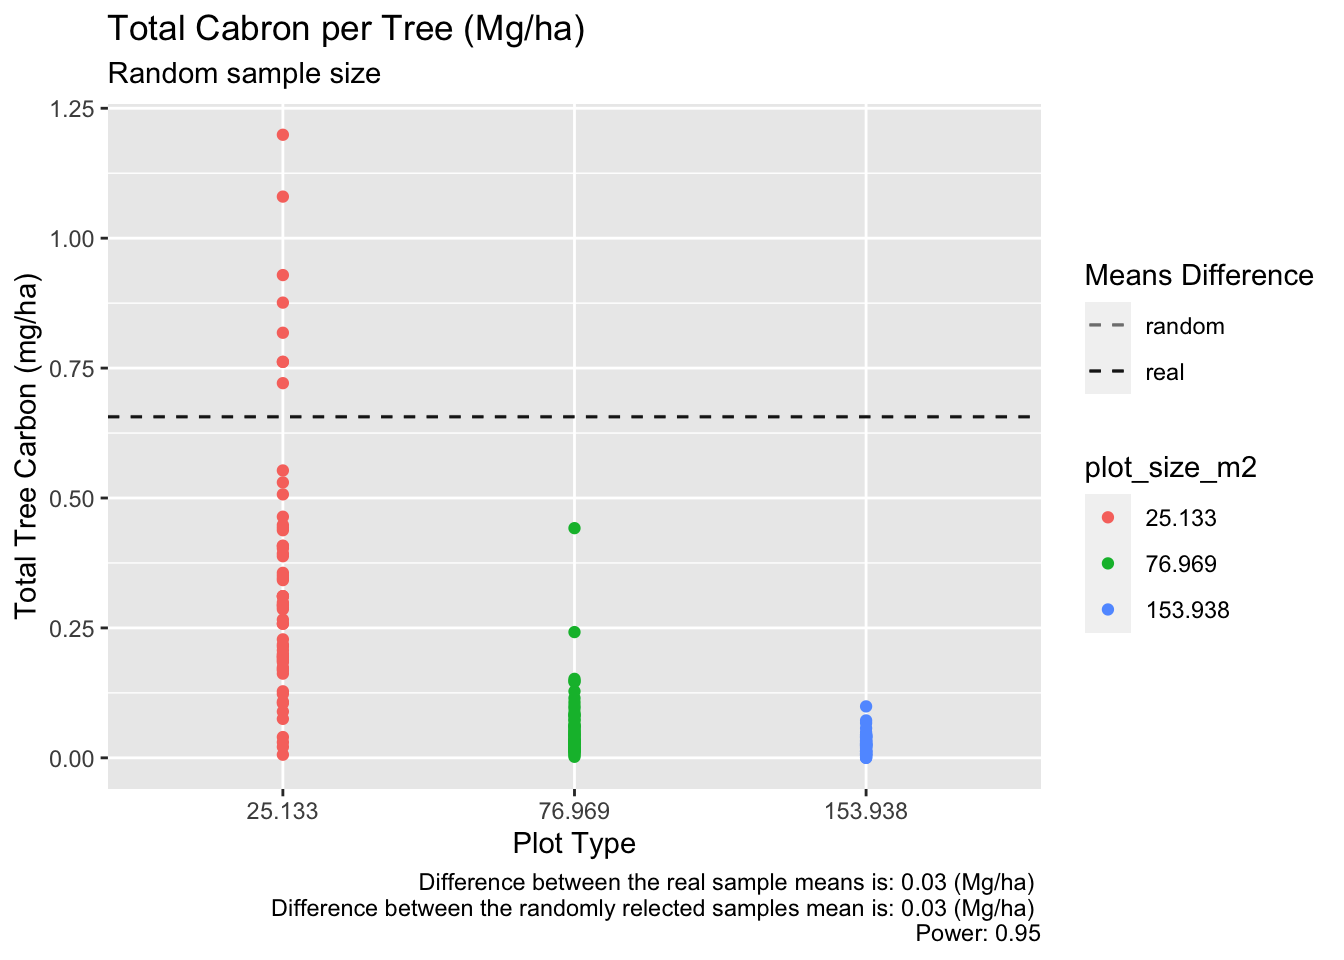 Total Cabron per Tree (Mg/ha)
Random sample size
Total Tree Carbon (mg/ha)
1.25
1.00
0.75
0.50
0.25
0.00
25.133
76.969
153.938
Plot Type
Means Difference
random
real
plot_size_m2
25.133
76.969
153.938
Difference between the real sample means is: 0.03 (Mg/ha)
Difference between the randomly relected samples mean is: 0.03 (Mg/ha)
Power: 0.95